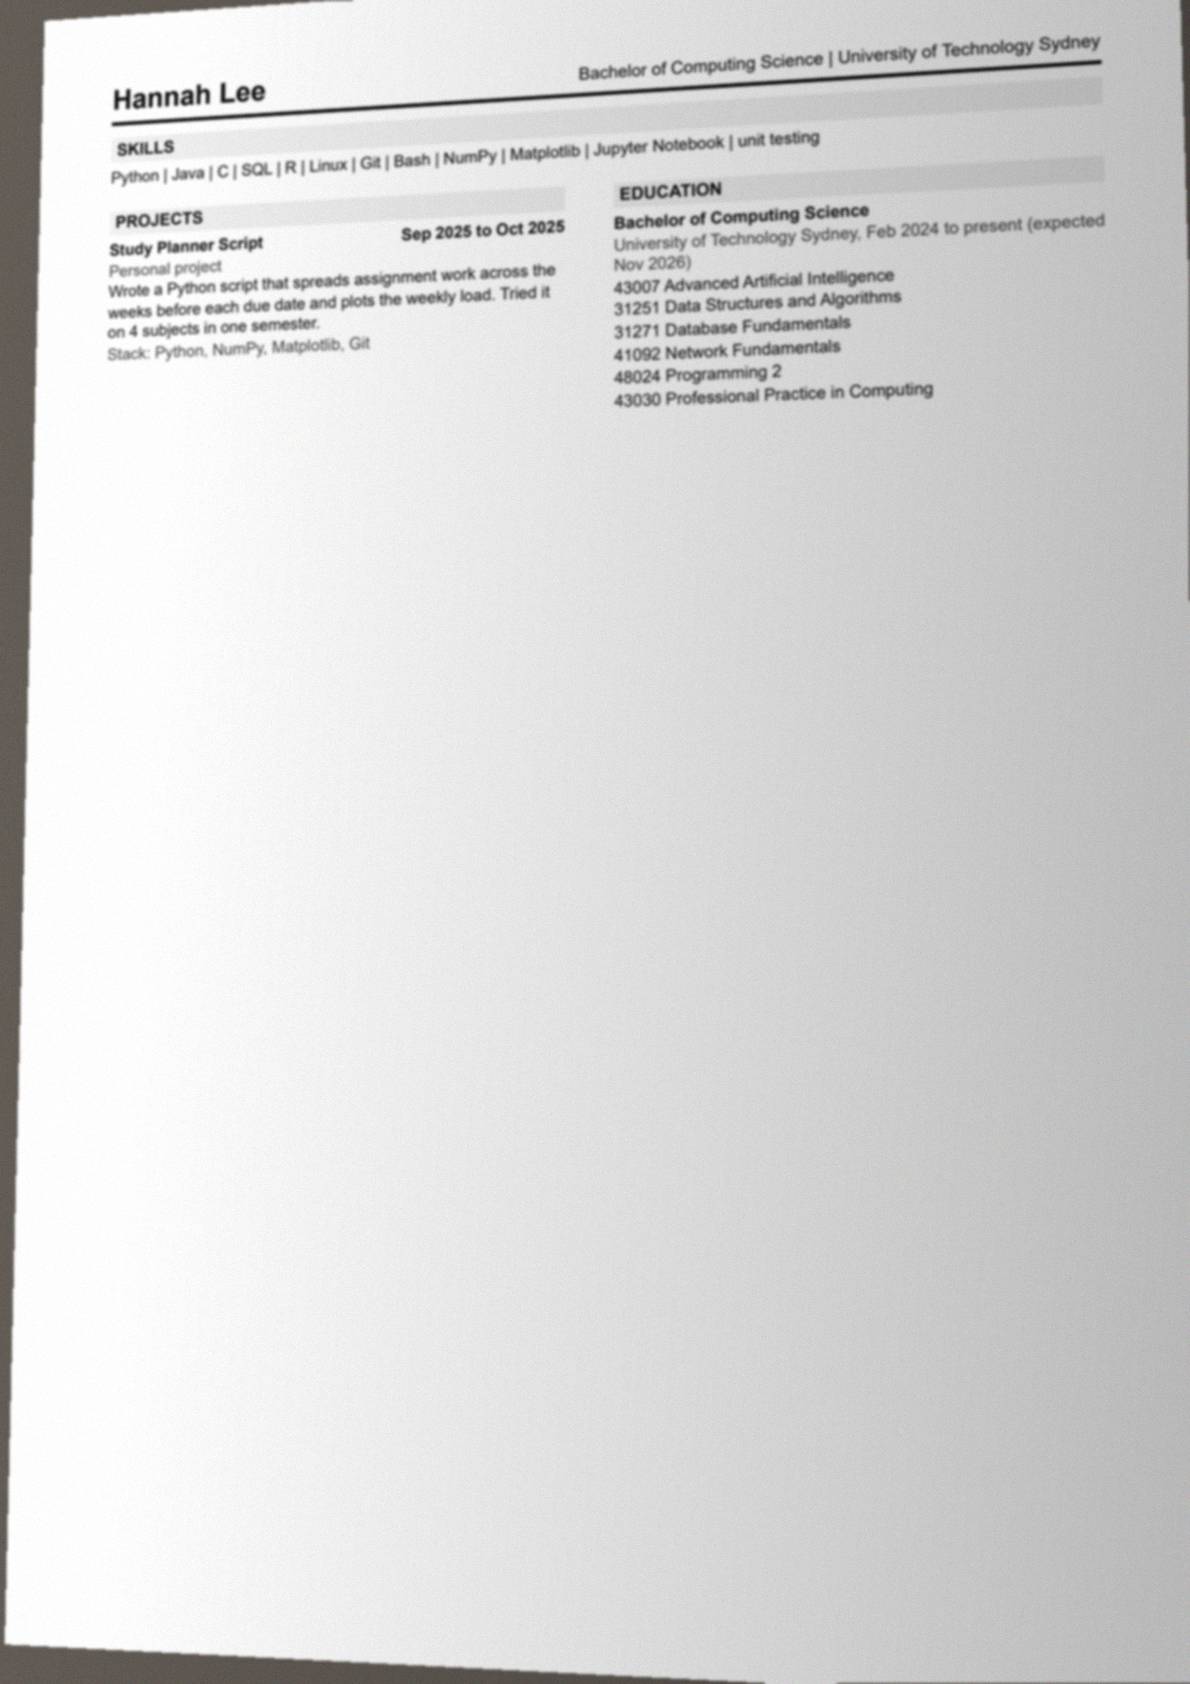 Hannah Lee
Bachelor of Computing Science | University of Technology Sydney
SKILLS
Python | Java | C | SQL | R | Linux | Git | Bash | NumPy | Matplotlib | Jupyter Notebook | unit testing
PROJECTS
Study Planner Script Sep 2025 to Oct 2025
Personal project
Wrote a Python script that spreads assignment work across the
weeks before each due date and plots the weekly load. Tried it
on 4 subjects in one semester.
Stack: Python, NumPy, Matplotlib, Git
EDUCATION
Bachelor of Computing Science
University of Technology Sydney, Feb 2024 to present (expected
Nov 2026)
43007 Advanced Artificial Intelligence
31251 Data Structures and Algorithms
31271 Database Fundamentals
41092 Network Fundamentals
48024 Programming 2
43030 Professional Practice in Computing